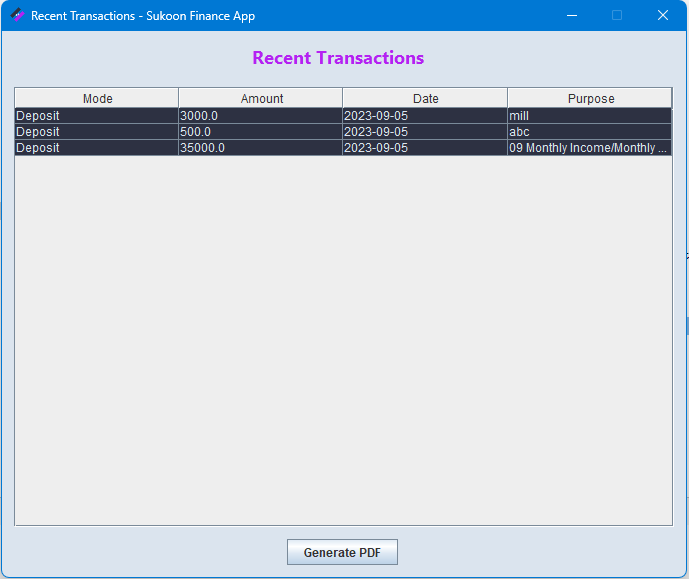 Recent Transactions - Sukoon Finance App
Recent Transactions
Mode Amount Date Purpose
Deposit 3000.0 2023-09-05 mill
Deposit 500.0 2023-09-05 abc
Deposit 35000.0 2023-09-05 09 Monthly Income/Monthly ...
Generate PDF